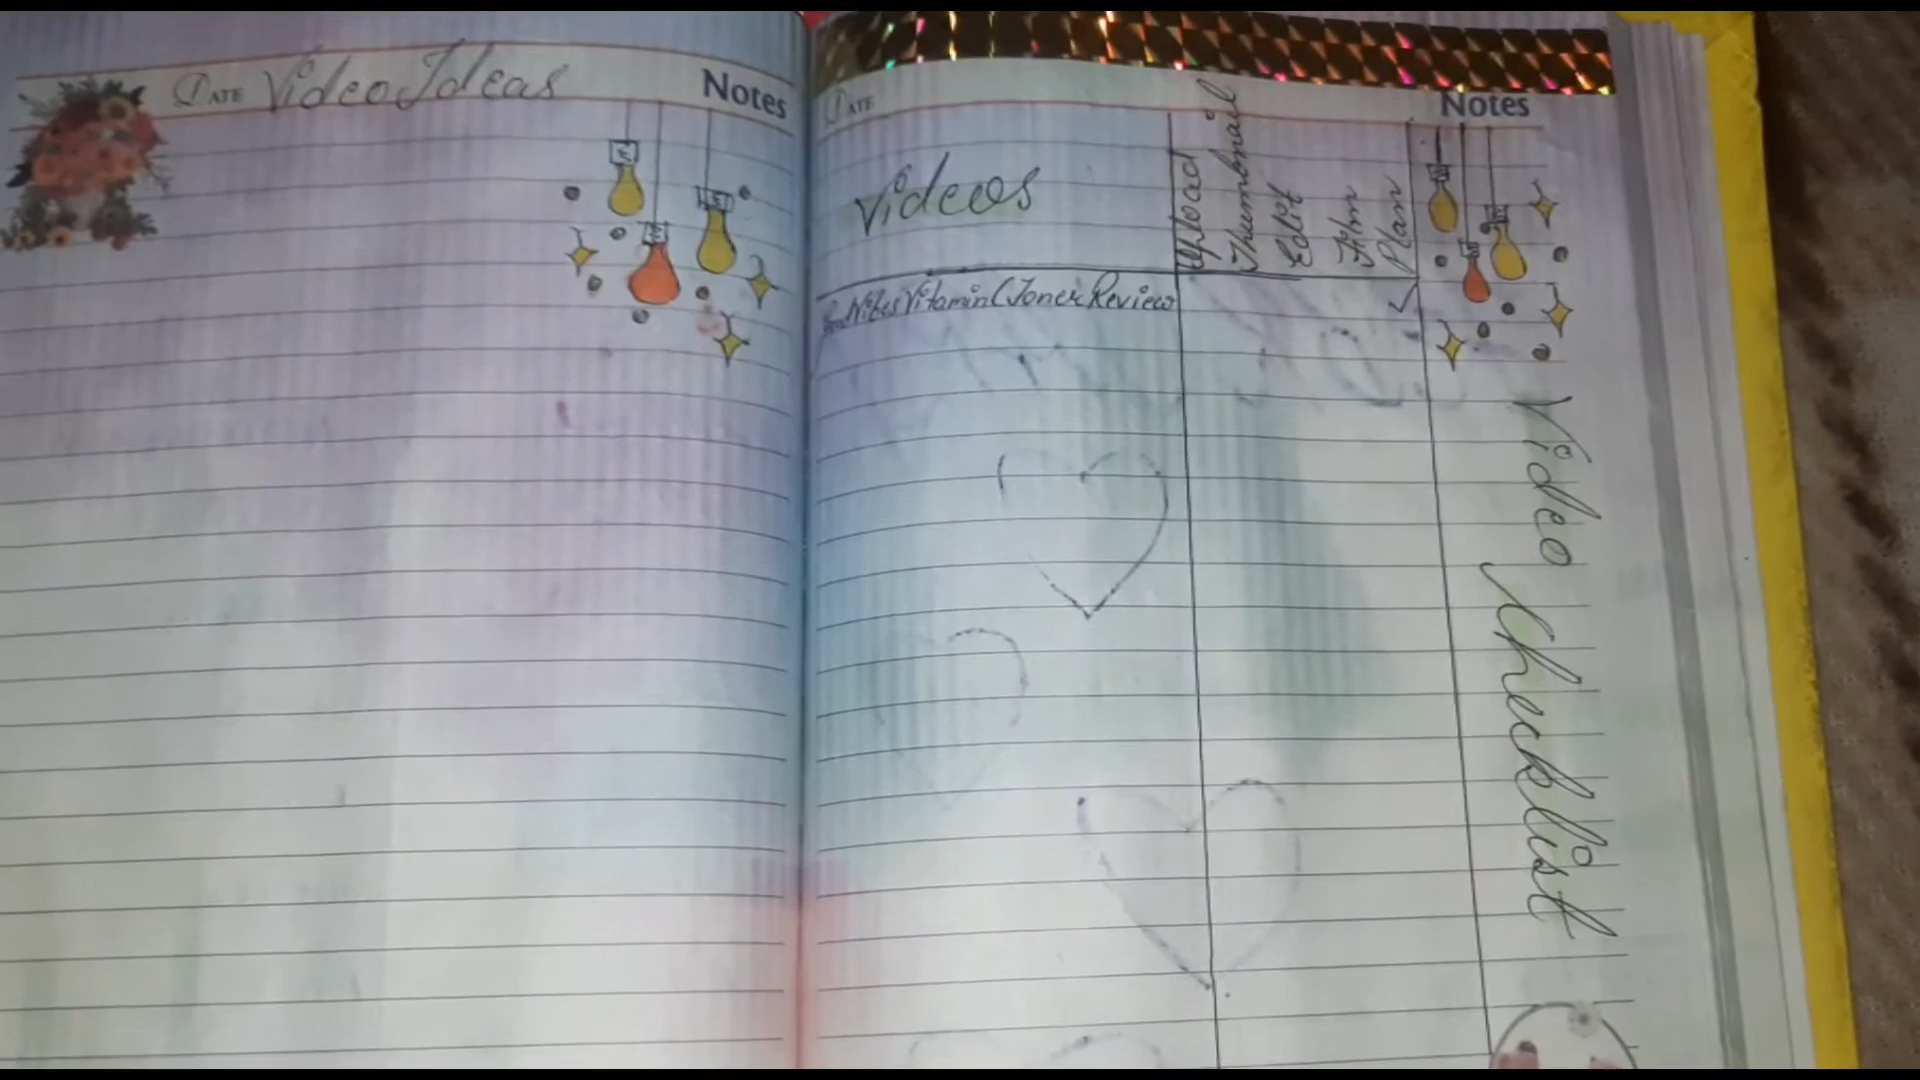 DATE Video Ideas Notes
DATE
Notes
Videos
Upload
Thumbnail
Edit
Film
Plan
Vitamin C Toner Review
Video Checklist